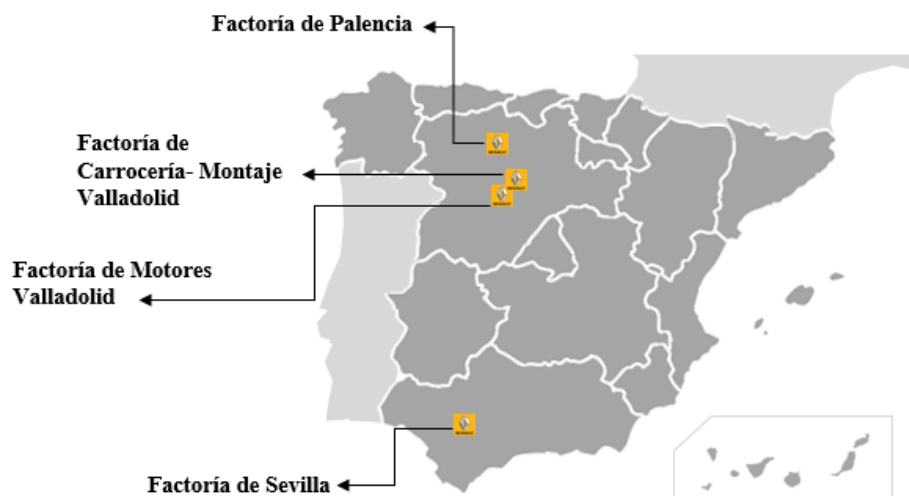 Factoría de Palencia
Factoría de
Carrocería- Montaje
Valladolid
Factoría de Motores
Valladolid
Factoría de Sevilla